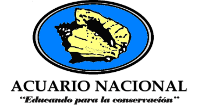 ACUARIO NACIONAL
"Educando para la conservación"